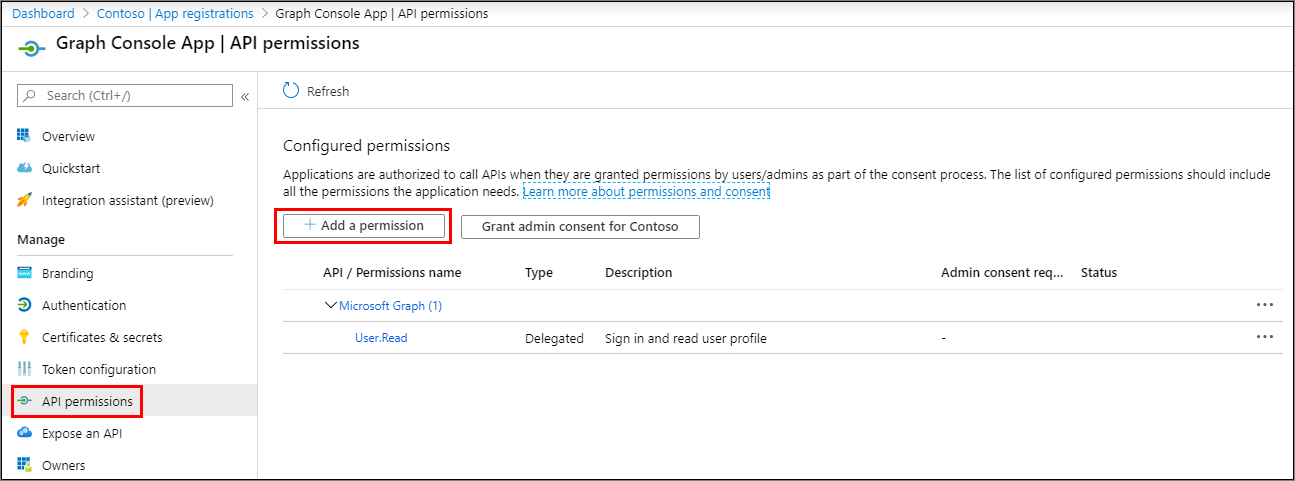 Dashboard > Contoso | App registrations > Graph Console App | API permissions
Graph Console App | API permissions
Search (Ctrl+/)
«
Overview
Quickstart
Integration assistant (preview)
Manage
Branding
Authentication
Certificates & secrets
Token configuration
API permissions
Expose an API
Owners
Refresh
Configured permissions
Applications are authorized to call APIs when they are granted permissions by users/admins as part of the consent process. The list of configured permissions should include
all the permissions the application needs. Learn more about permissions and consent
+ Add a permission Grant admin consent for Contoso
API / Permissions name Type Description Admin consent req... Status
Microsoft Graph (1) ...
User.Read Delegated Sign in and read user profile - ...